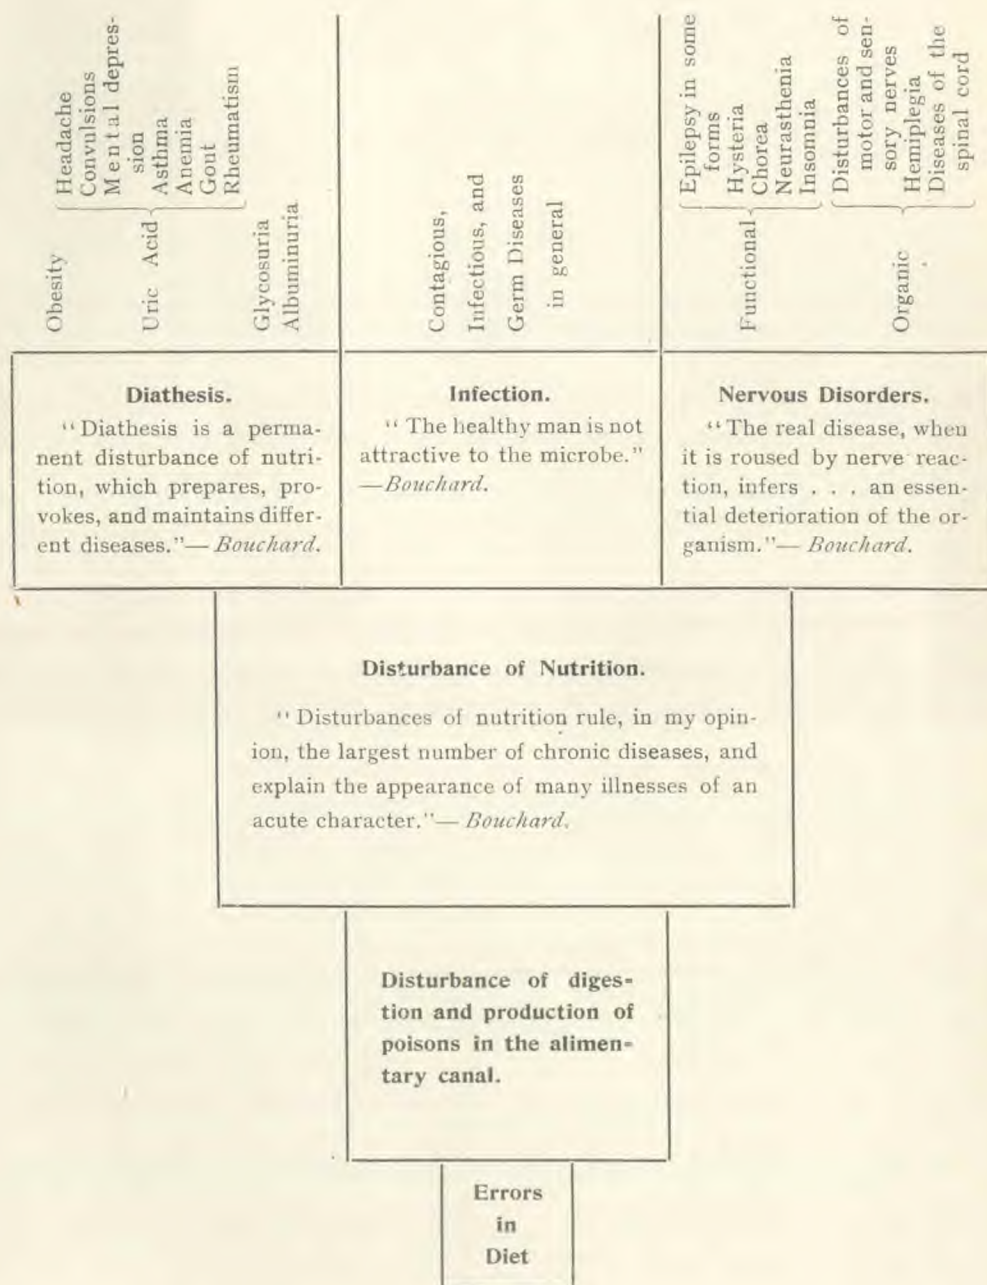 Obesity
Uric Acid
Headache
Convulsions
Mental depres-
sion
Asthma
Anemia
Gout
Rheumatism
Glycosuria
Albuminuria
Contagious,
Infectious, and
Germ Diseases
in general
Functional
Epilepsy in some
forms
Hysteria
Chorea
Neurasthenia
Insomnia
Organic
Disturbances of
motor and sen-
sory nerves
Hemiplegia
Diseases of the
spinal cord
Diathesis.
"Diathesis is a perma-
nent disturbance of nutri-
tion, which prepares, pro-
vokes, and maintains differ-
ent diseases."—Bouchard.
Infection.
"The healthy man is not
attractive to the microbe."
—Bouchard.
Nervous Disorders.
"The real disease, when
it is roused by nerve reac-
tion, infers . . . an essen-
tial deterioration of the or-
ganism."—Bouchard.
Disturbance of Nutrition.
"Disturbances of nutrition rule, in my opin-
ion, the largest number of chronic diseases, and
explain the appearance of many illnesses of an
acute character."—Bouchard.
Disturbance of diges-
tion and production of
poisons in the alimen-
tary canal.
Errors
in
Diet